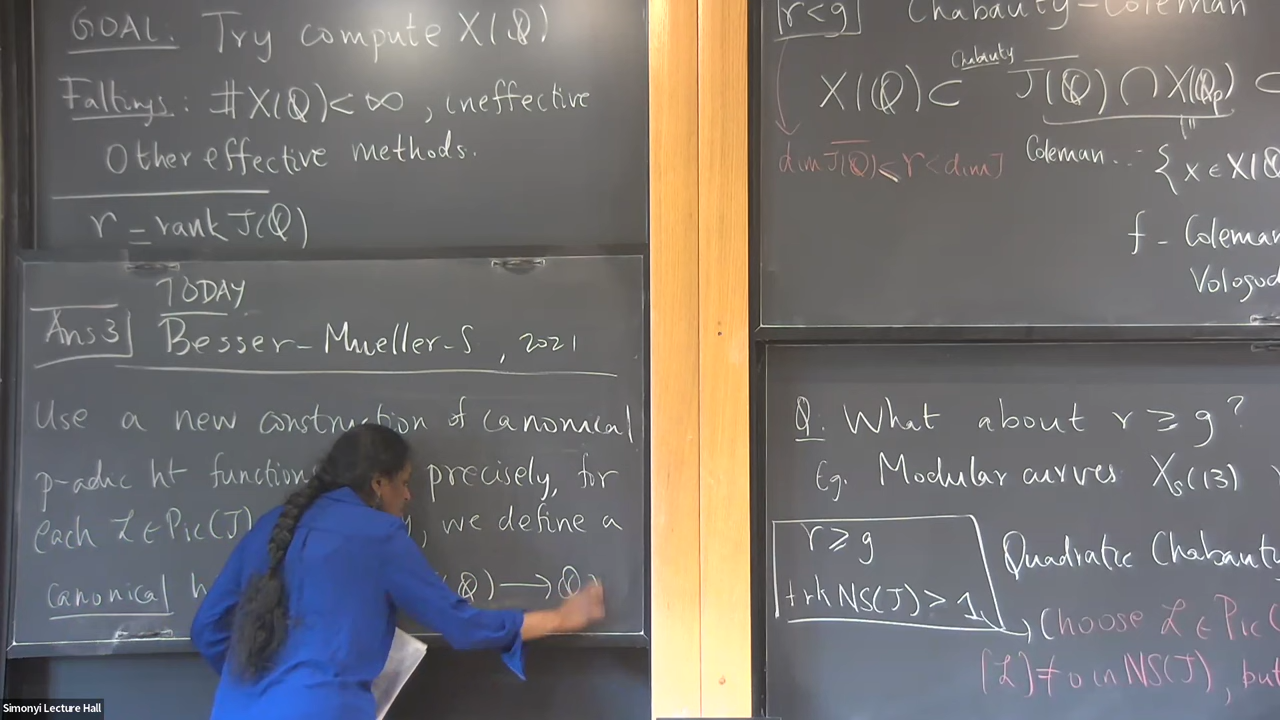 GOAL: Try compute X(ℚ)
Faltings: #X(ℚ)<∞, ineffective
Other effective methods.
r = rank J(ℚ)
TODAY
Ans3 Besser-Mueller-S, 2021
Use a new construction of canonical
p-adic ht function precisely, for
each ℒ∈Pic(J) we define a
canonical h ℚ) → ℚ
r<g Chabauty-Coleman
Chabauty
X(ℚ) ⊂ J(ℚ) ∩ X(ℚp) ⊂
dim J(ℚ) ≤ r < dim J
Coleman... { x ∈ X(ℚ
f - Coleman
Vologod
Q: What about r ≥ g?
Eg. Modular curves Xs(13)
r ≥ g
trk NS(J) > 1
Quadratic Chabauty
Choose ℒ ∈ Pic(
[ℒ] ≠ 0 in NS(J), but
Simonyi Lecture Hall